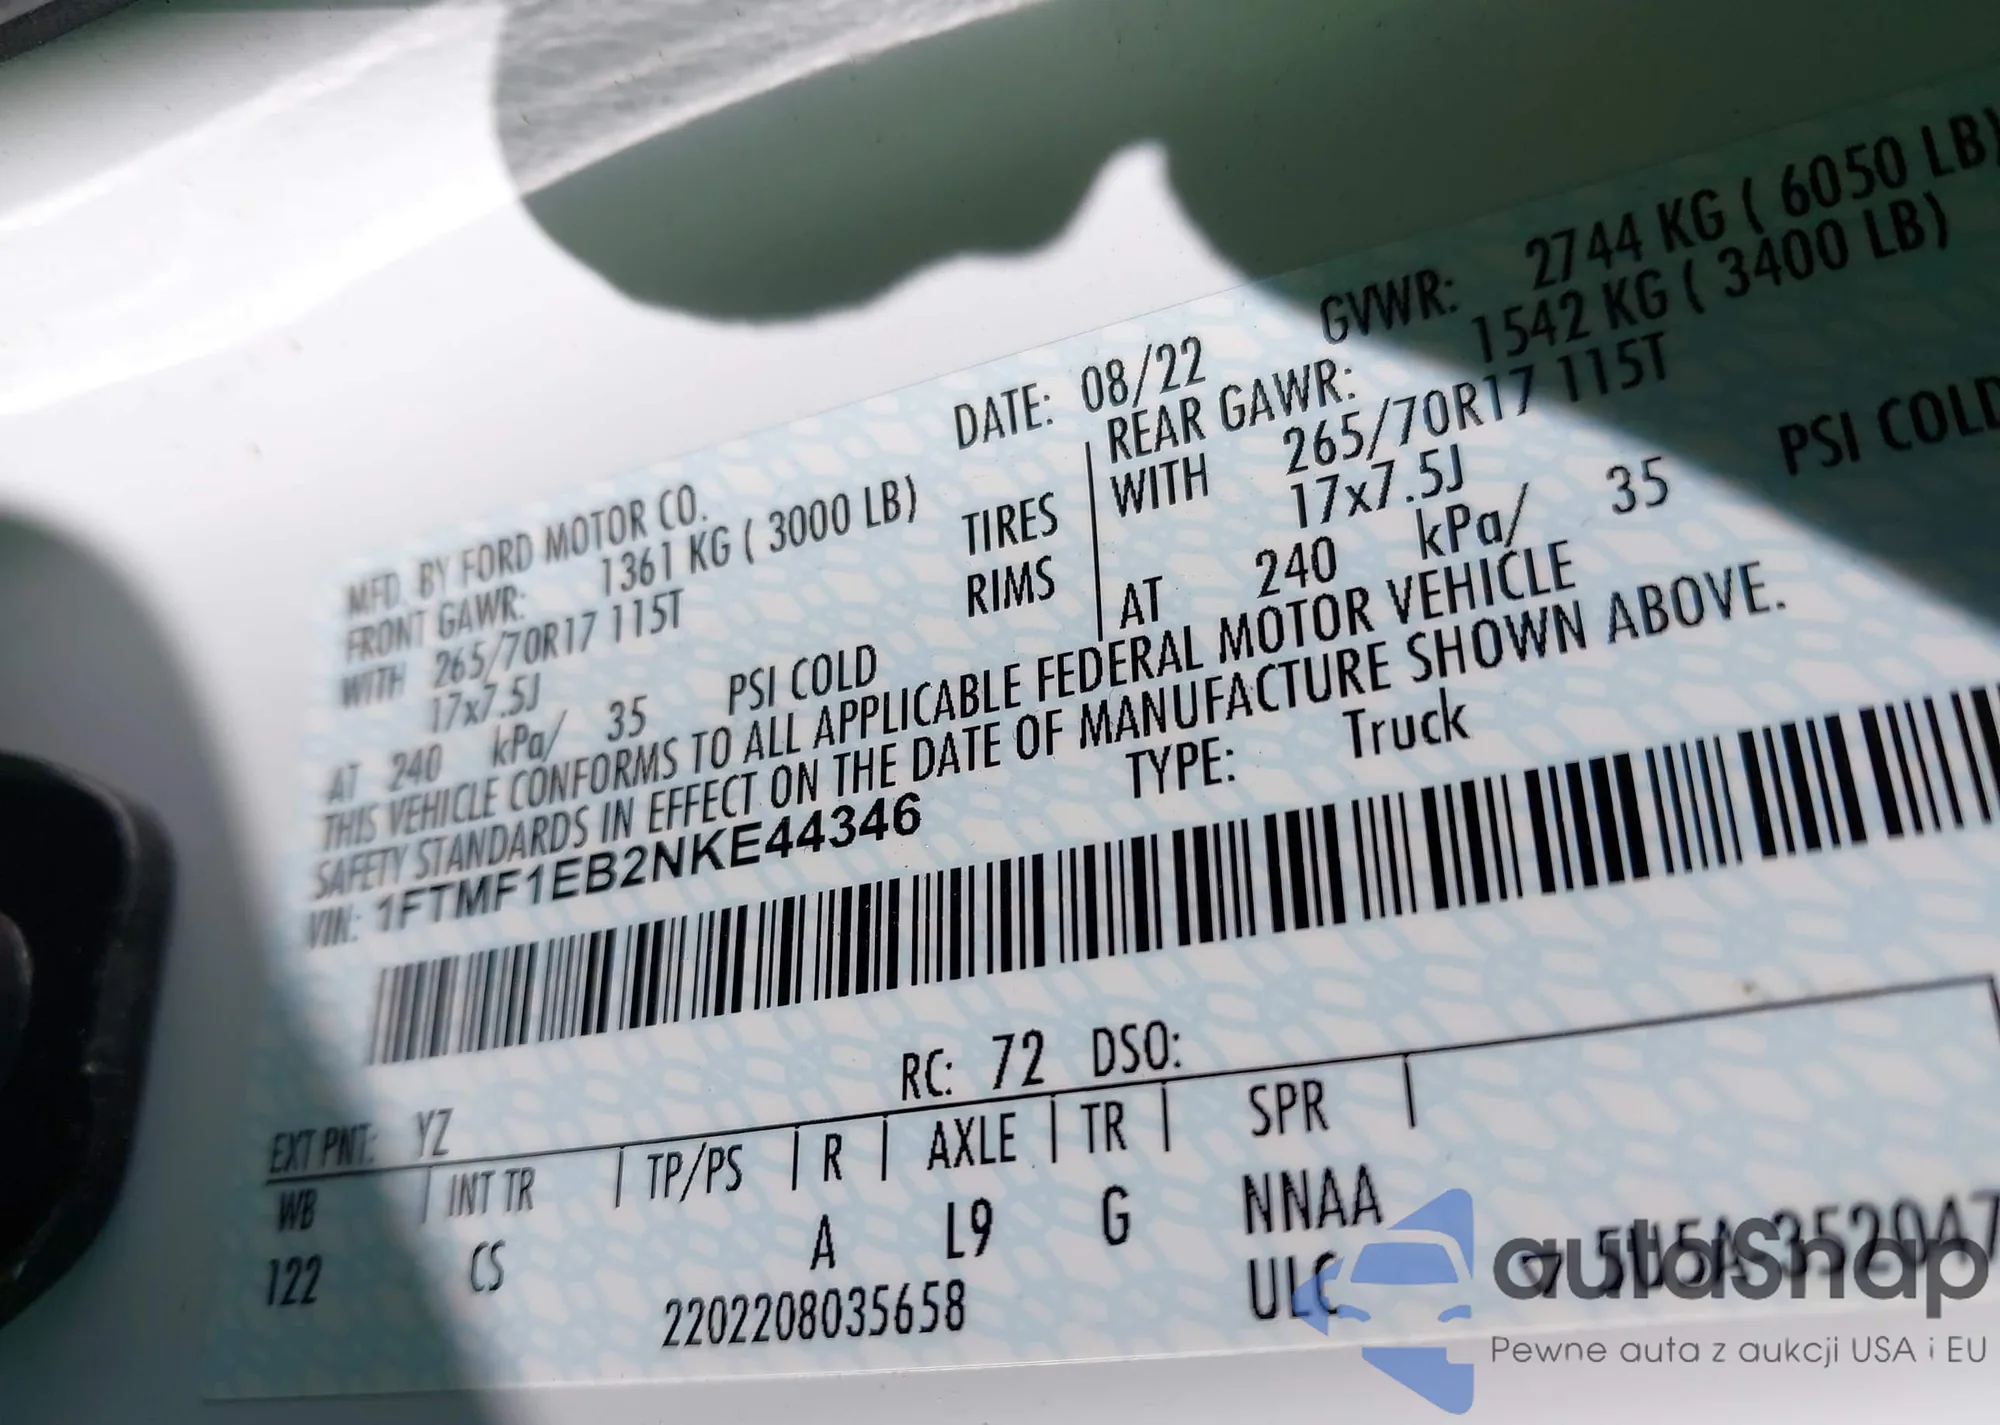 DATE: 08/22 GVWR: 2744 KG ( 6050 LB)
MFD. BY FORD MOTOR CO.
FRONT GAWR: 1361 KG ( 3000 LB)
REAR GAWR: 1542 KG ( 3400 LB)
WITH 265/70R17 115T TIRES
WITH 265/70R17 115T
17x7.5J RIMS
17x7.5J
AT 240 kPa/ 35 PSI COLD
AT 240 kPa/ 35 PSI COLD
THIS VEHICLE CONFORMS TO ALL APPLICABLE FEDERAL MOTOR VEHICLE
SAFETY STANDARDS IN EFFECT ON THE DATE OF MANUFACTURE SHOWN ABOVE.
VIN: 1FTMF1EB2NKE44346 TYPE: Truck
EXT PNT: YZ RC: 72 DSO:
WB | INT TR | TP/PS | R | AXLE | TR | SPR |
122 CS A L9 G NNAA
2202208035658 ULC
autoSnap
Pewne auta z aukcji USA i EU